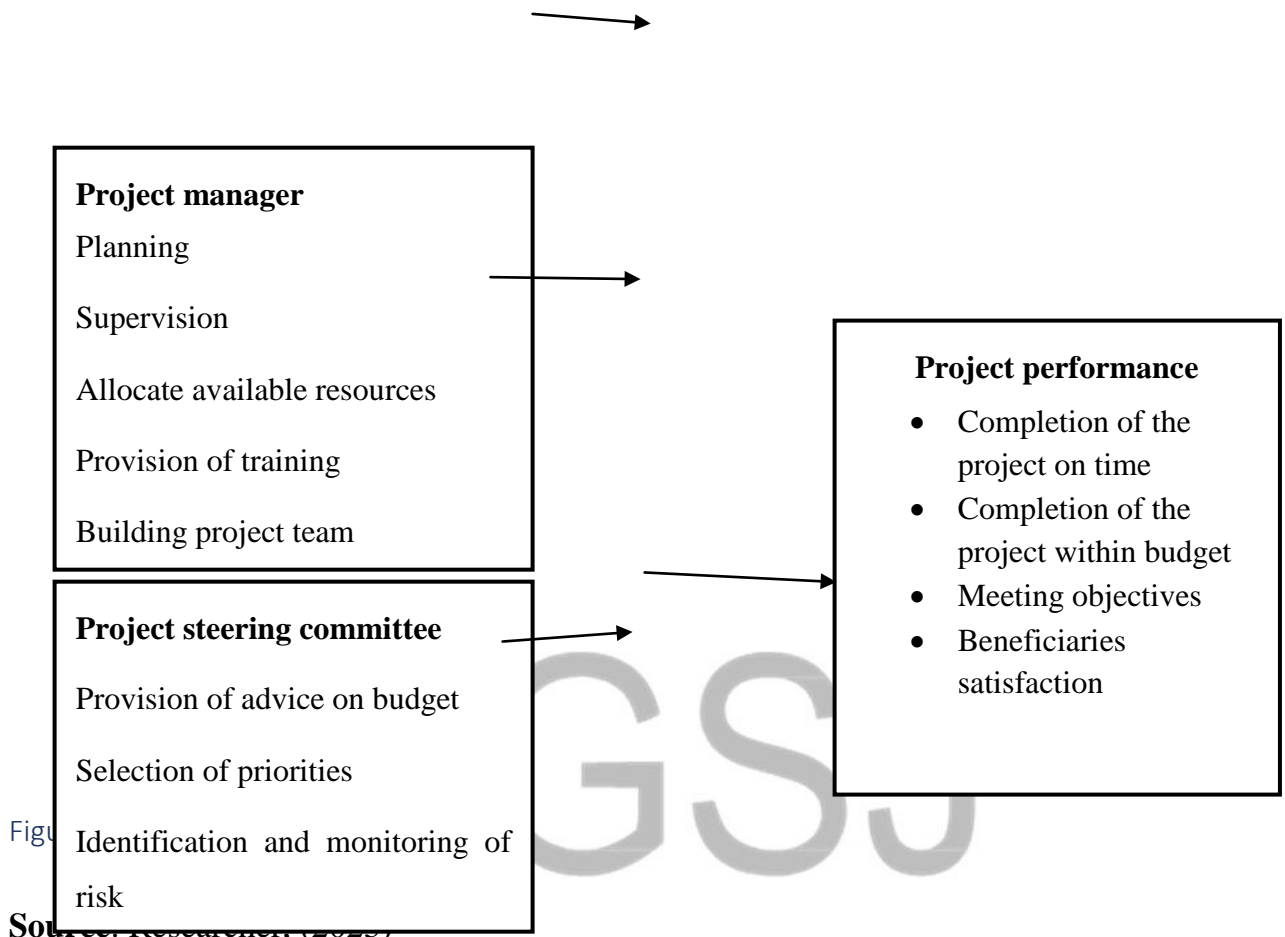 Project manager
Planning
Supervision
Allocate available resources
Provision of training
Building project team
Project steering committee
Provision of advice on budget
Selection of priorities
Identification and monitoring of
risk
Project performance
• Completion of the
project on time
• Completion of the
project within budget
• Meeting objectives
• Beneficiaries
satisfaction
GSJ